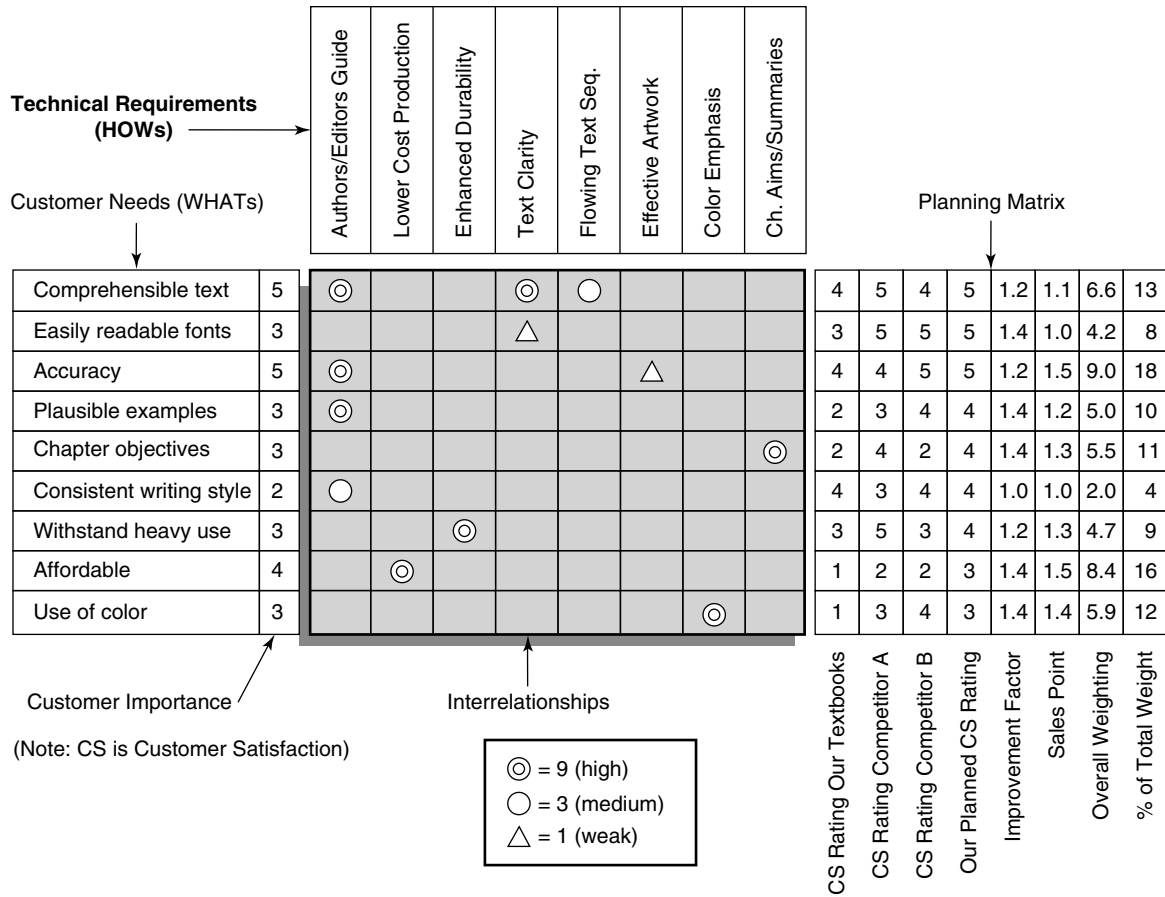 Technical Requirements
(HOWs)
Authors/Editors Guide
Lower Cost Production
Enhanced Durability
Text Clarity
Flowing Text Seq.
Effective Artwork
Color Emphasis
Ch. Aims/Summaries
Customer Needs (WHATs)
Planning Matrix
Comprehensible text 5 4 5 4 5 1.2 1.1 6.6 13
Easily readable fonts 3 3 5 5 5 1.4 1.0 4.2 8
Accuracy 5 4 4 5 5 1.2 1.5 9.0 18
Plausible examples 3 2 3 4 4 1.4 1.2 5.0 10
Chapter objectives 3 2 4 2 4 1.4 1.3 5.5 11
Consistent writing style 2 4 3 4 4 1.0 1.0 2.0 4
Withstand heavy use 3 3 5 3 4 1.2 1.3 4.7 9
Affordable 4 1 2 2 3 1.4 1.5 8.4 16
Use of color 3 1 3 4 3 1.4 1.4 5.9 12
Customer Importance
Interrelationships
(Note: CS is Customer Satisfaction)
= 9 (high)
= 3 (medium)
= 1 (weak)
CS Rating Our Textbooks
CS Rating Competitor A
CS Rating Competitor B
Our Planned CS Rating
Improvement Factor
Sales Point
Overall Weighting
% of Total Weight